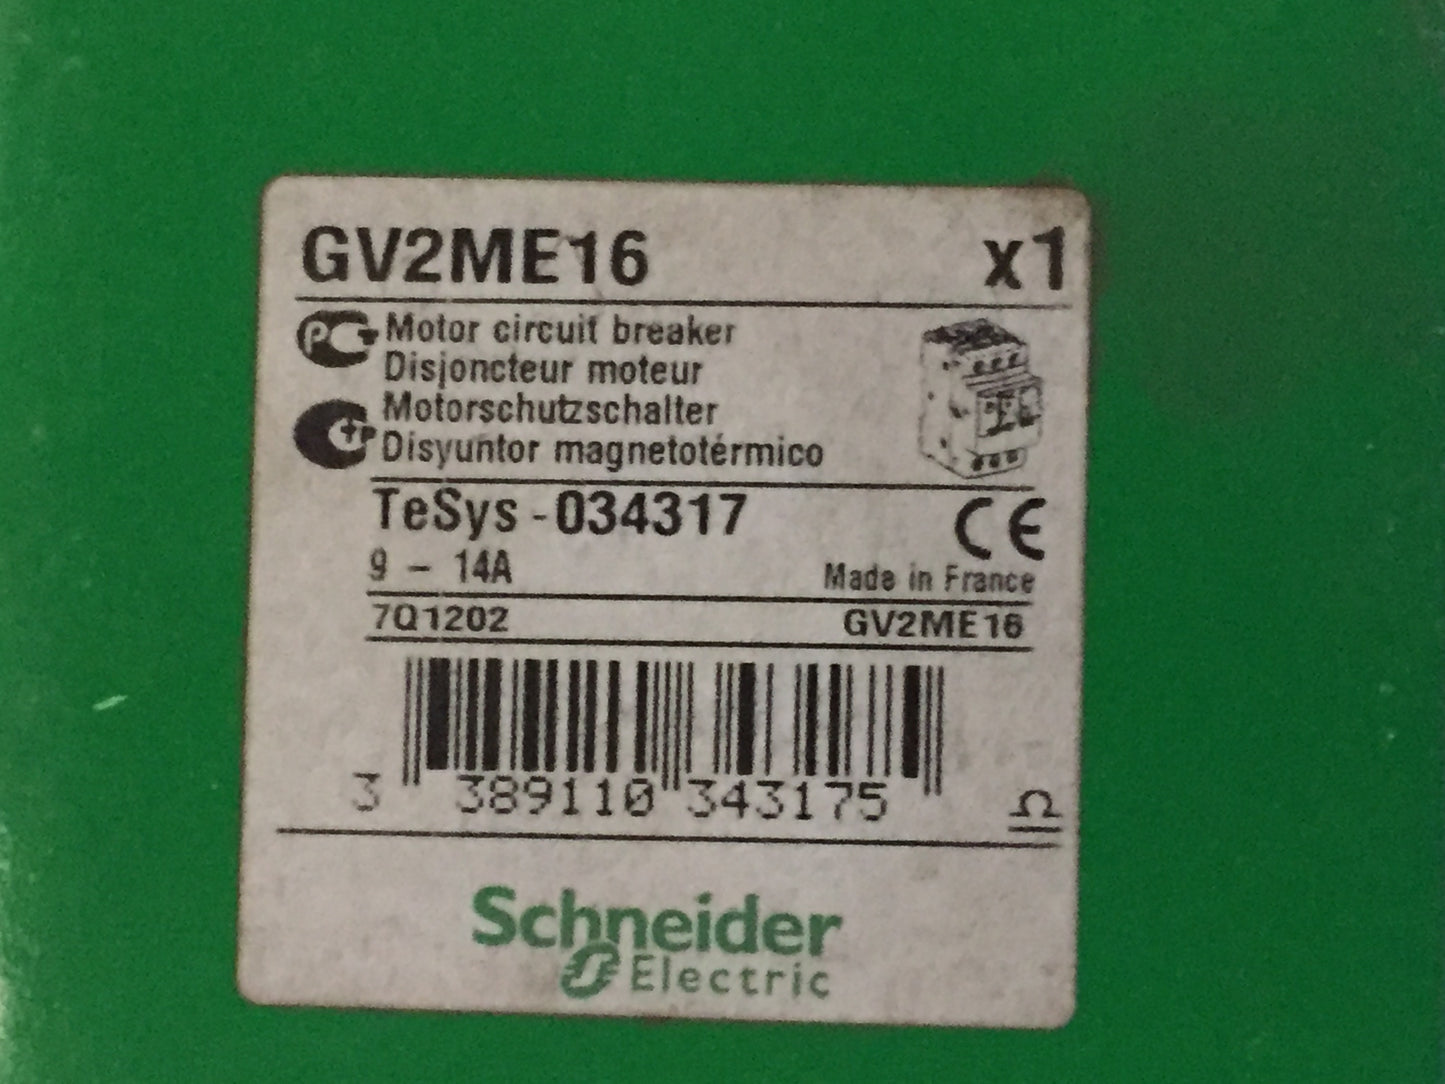 GV2ME16 x1
Motor circuit breaker
Disjoncteur moteur
Motorschutzschalter
Disyuntor magnetotérmico
TeSys - 034317
CE
9 - 14A
Made in France
7Q1202 GV2ME16
3 389110 343175
Schneider
Electric